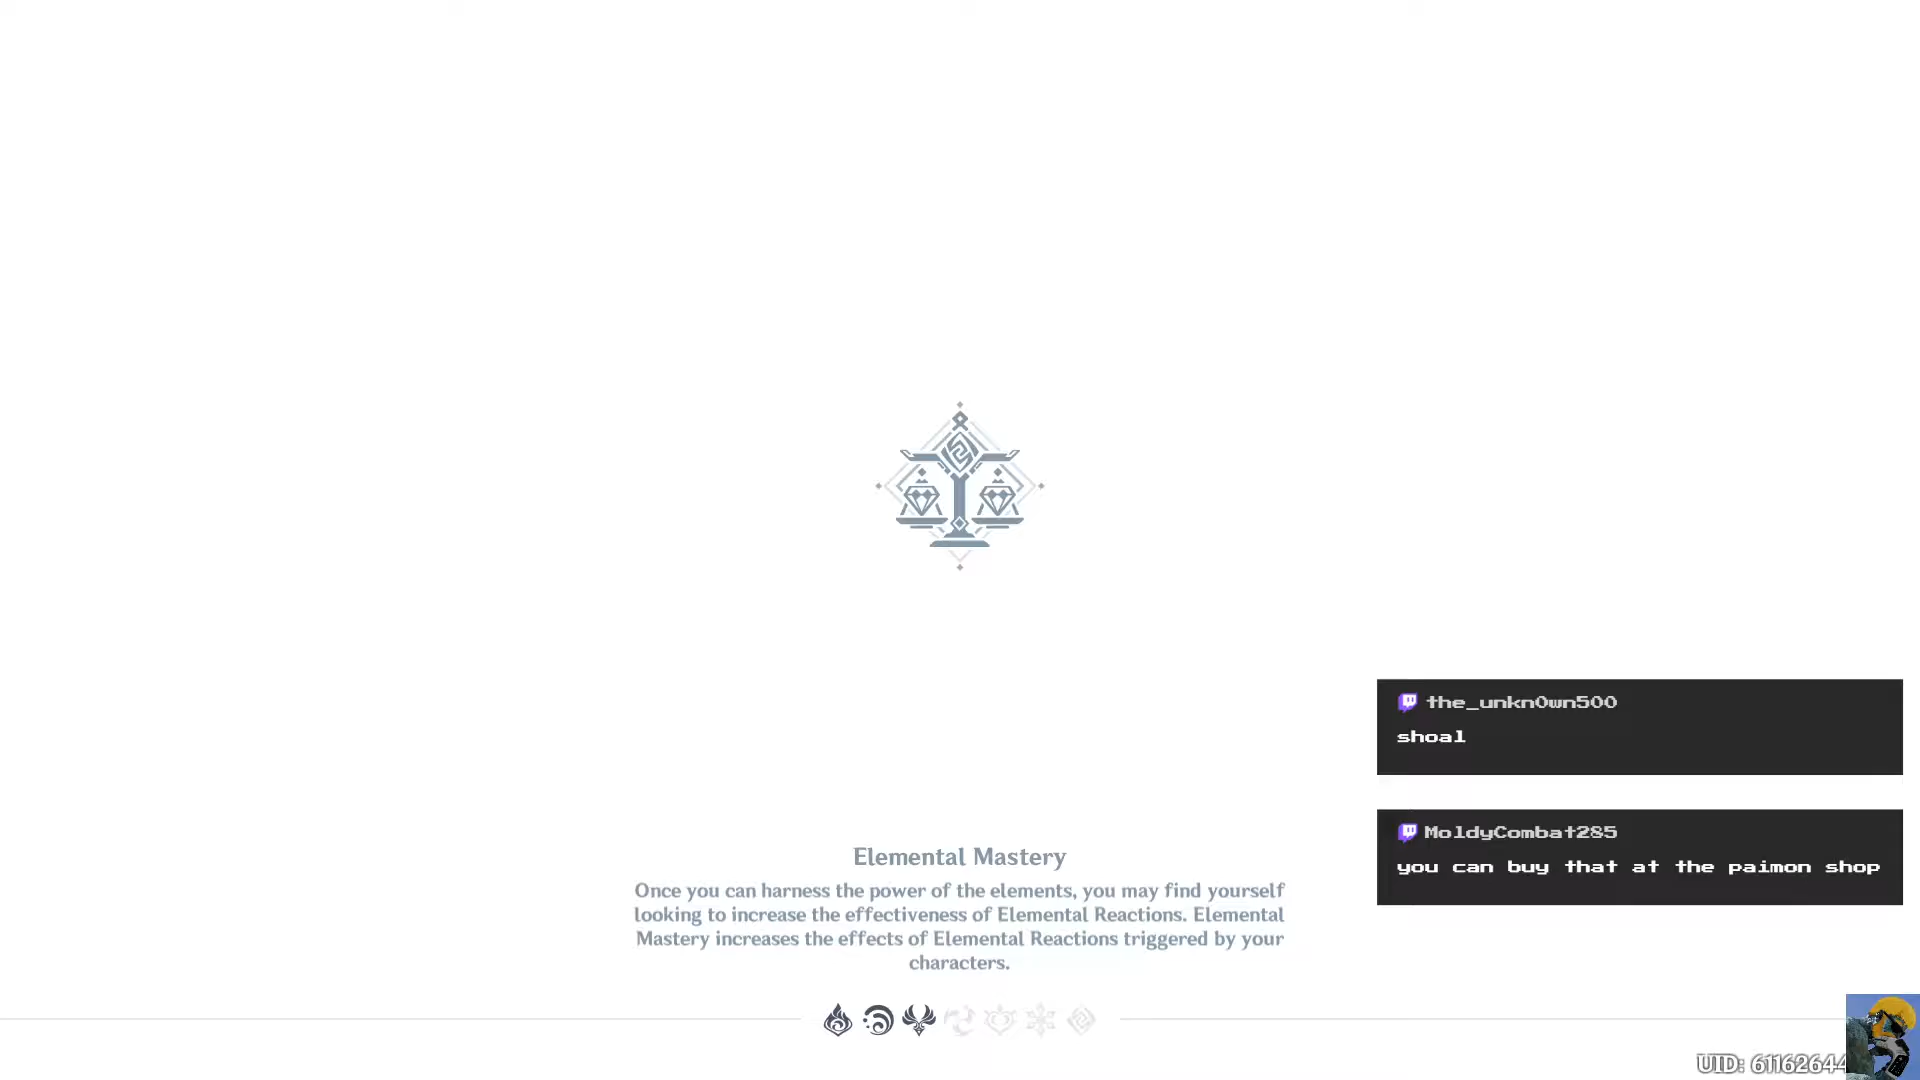 the_unkn0wn500
shoal
MoldyCombat285
you can buy that at the paimon shop
Elemental Mastery
Once you can harness the power of the elements, you may find yourself
looking to increase the effectiveness of Elemental Reactions. Elemental
Mastery increases the effects of Elemental Reactions triggered by your
characters.
UID: 61162644